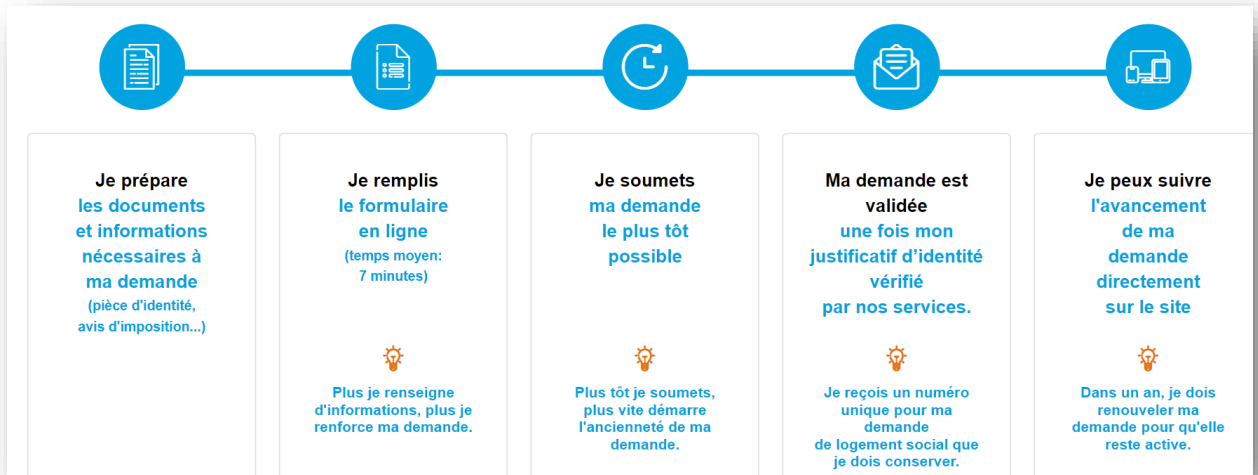 Je prépare
les documents
et informations
nécessaires à
ma demande
(pièce d'identité,
avis d'imposition...)
Je remplis
le formulaire
en ligne
(temps moyen:
7 minutes)
Plus je renseigne
d'informations, plus je
renforce ma demande.
Je soumets
ma demande
le plus tôt
possible
Plus tôt je soumets,
plus vite démarre
l'ancienneté de ma
demande.
Ma demande est
validée
une fois mon
justificatif d’identité
vérifié
par nos services.
Je reçois un numéro
unique pour ma
demande
de logement social que
je dois conserver.
Je peux suivre
l'avancement
de ma
demande
directement
sur le site
Dans un an, je dois
renouveler ma
demande pour qu'elle
reste active.